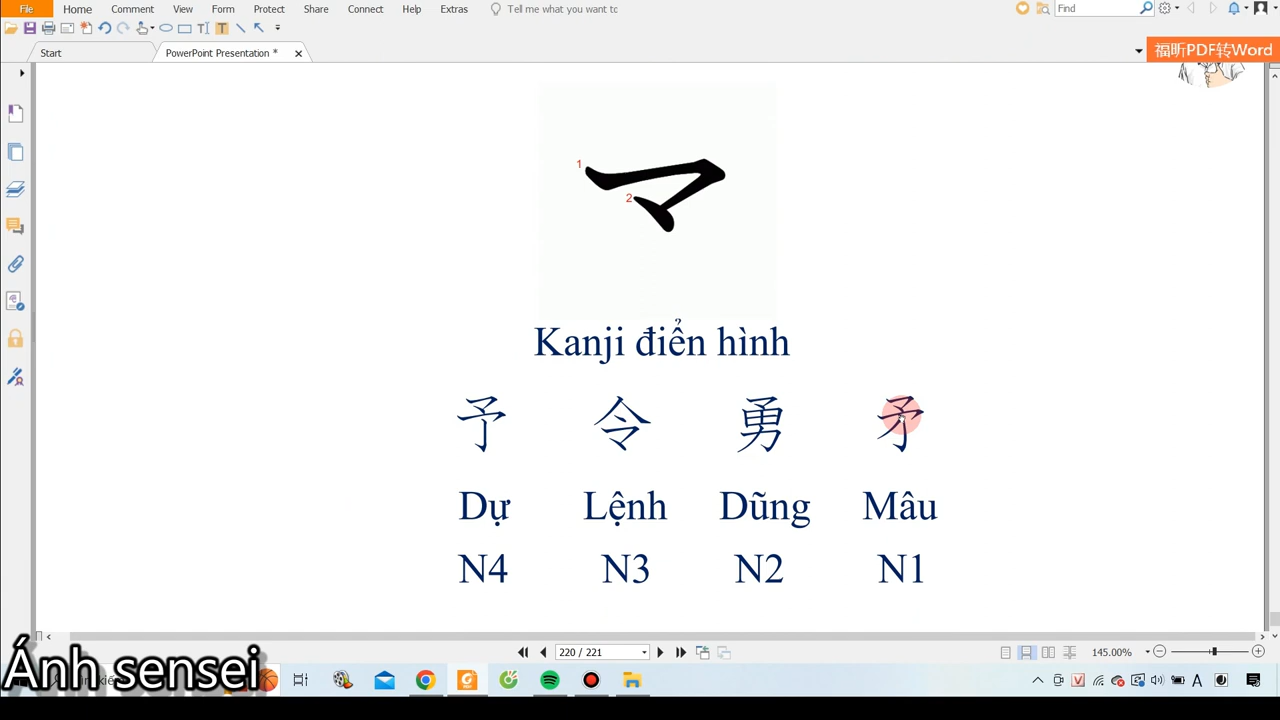 File Home Comment View Form Protect Share Connect Help Extras Tell me what you want to Find
Start PowerPoint Presentation * 福昕PDF转Word
1
2
Kanji điển hình
予 令 勇 矛
Dự Lệnh Dũng Mâu
N4 N3 N2 N1
220 / 221 145.00%
Ánh sensei